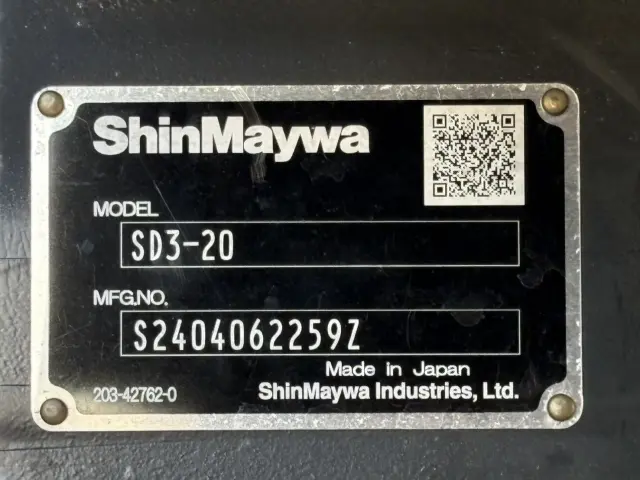 ShinMaywa
MODEL
SD3-20
MFG.NO.
S2404062259Z
Made in Japan
203-42762-0
ShinMaywa Industries, Ltd.